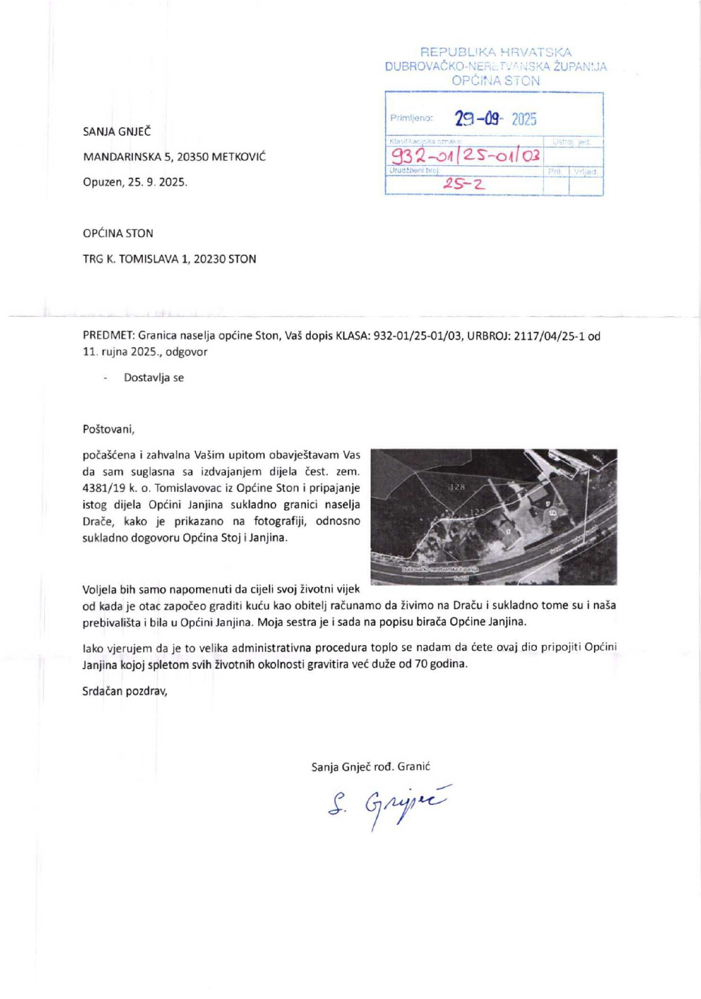 REPUBLIKA HRVATSKA
DUBROVAČKO-NERETVANSKA ŽUPANIJA
OPĆINA STON
Primljeno: 29-09- 2025
Klasifikacijska oznaka: Ustroj. jed.
932-01/25-01/03
Urudžbeni broj: Pril. Vrijed.
25-2
SANJA GNJEČ
MANDARINSKA 5, 20350 METKOVIĆ
Opuzen, 25. 9. 2025.
OPĆINA STON
TRG K. TOMISLAVA 1, 20230 STON
PREDMET: Granica naselja općine Ston, Vaš dopis KLASA: 932-01/25-01/03, URBROJ: 2117/04/25-1 od
11. rujna 2025., odgovor
- Dostavlja se
Poštovani,
počašćena i zahvalna Vašim upitom obavještavam Vas
da sam suglasna sa izdvajanjem dijela čest. zem.
4381/19 k. o. Tomislavovac iz Općine Ston i pripajanje
istog dijela Općini Janjina sukladno granici naselja
Drače, kako je prikazano na fotografiji, odnosno
sukladno dogovoru Općina Stoj i Janjina.
128
127
Dubrovačko-neretvanska županija
Voljela bih samo napomenuti da cijeli svoj životni vijek
od kada je otac započeo graditi kuću kao obitelj računamo da živimo na Draču i sukladno tome su i naša
prebivališta i bila u Općini Janjina. Moja sestra je i sada na popisu birača Općine Janjina.
Iako vjerujem da je to velika administrativna procedura toplo se nadam da ćete ovaj dio pripojiti Općini
Janjina kojoj spletom svih životnih okolnosti gravitira već duže od 70 godina.
Srdačan pozdrav,
Sanja Gnječ rođ. Granić
S. Gnječ